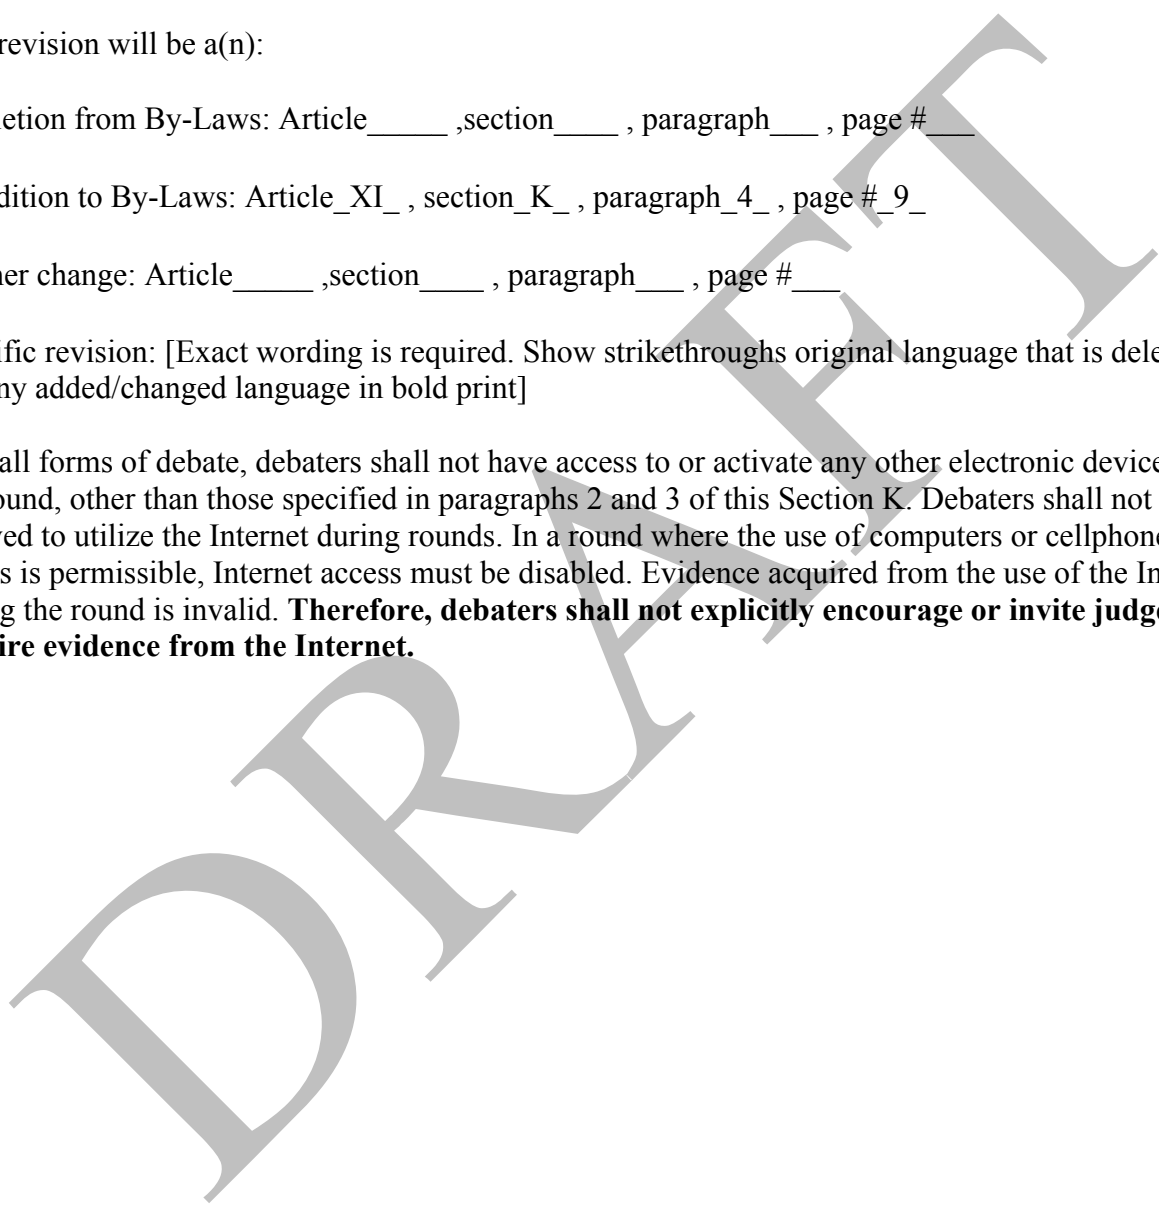 revision will be a(n):
etion from By-Laws: Article_____ ,section____ , paragraph___ , page #___
dition to By-Laws: Article_XI_ , section_K_ , paragraph_4_ , page #_9_
er change: Article_____ ,section____ , paragraph___ , page #___
ific revision: [Exact wording is required. Show strikethroughs original language that is dele
ny added/changed language in bold print]
all forms of debate, debaters shall not have access to or activate any other electronic device
ound, other than those specified in paragraphs 2 and 3 of this Section K. Debaters shall not
ed to utilize the Internet during rounds. In a round where the use of computers or cellphone
s is permissible, Internet access must be disabled. Evidence acquired from the use of the In
g the round is invalid. Therefore, debaters shall not explicitly encourage or invite judge
ire evidence from the Internet.
DRAFT